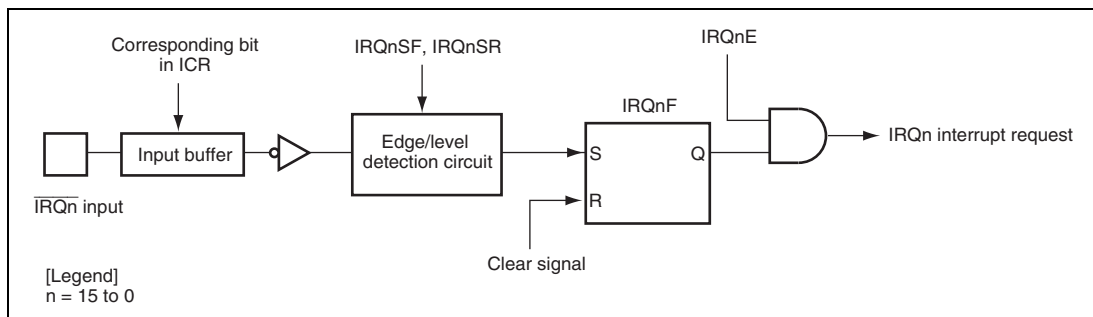 Corresponding bit
in ICR
IRQnSF, IRQnSR
IRQnE
IRQnF
Input buffer
Edge/level
detection circuit
S
Q
R
IRQn interrupt request
I̅R̅Q̅n̅ input
Clear signal
[Legend]
n = 15 to 0